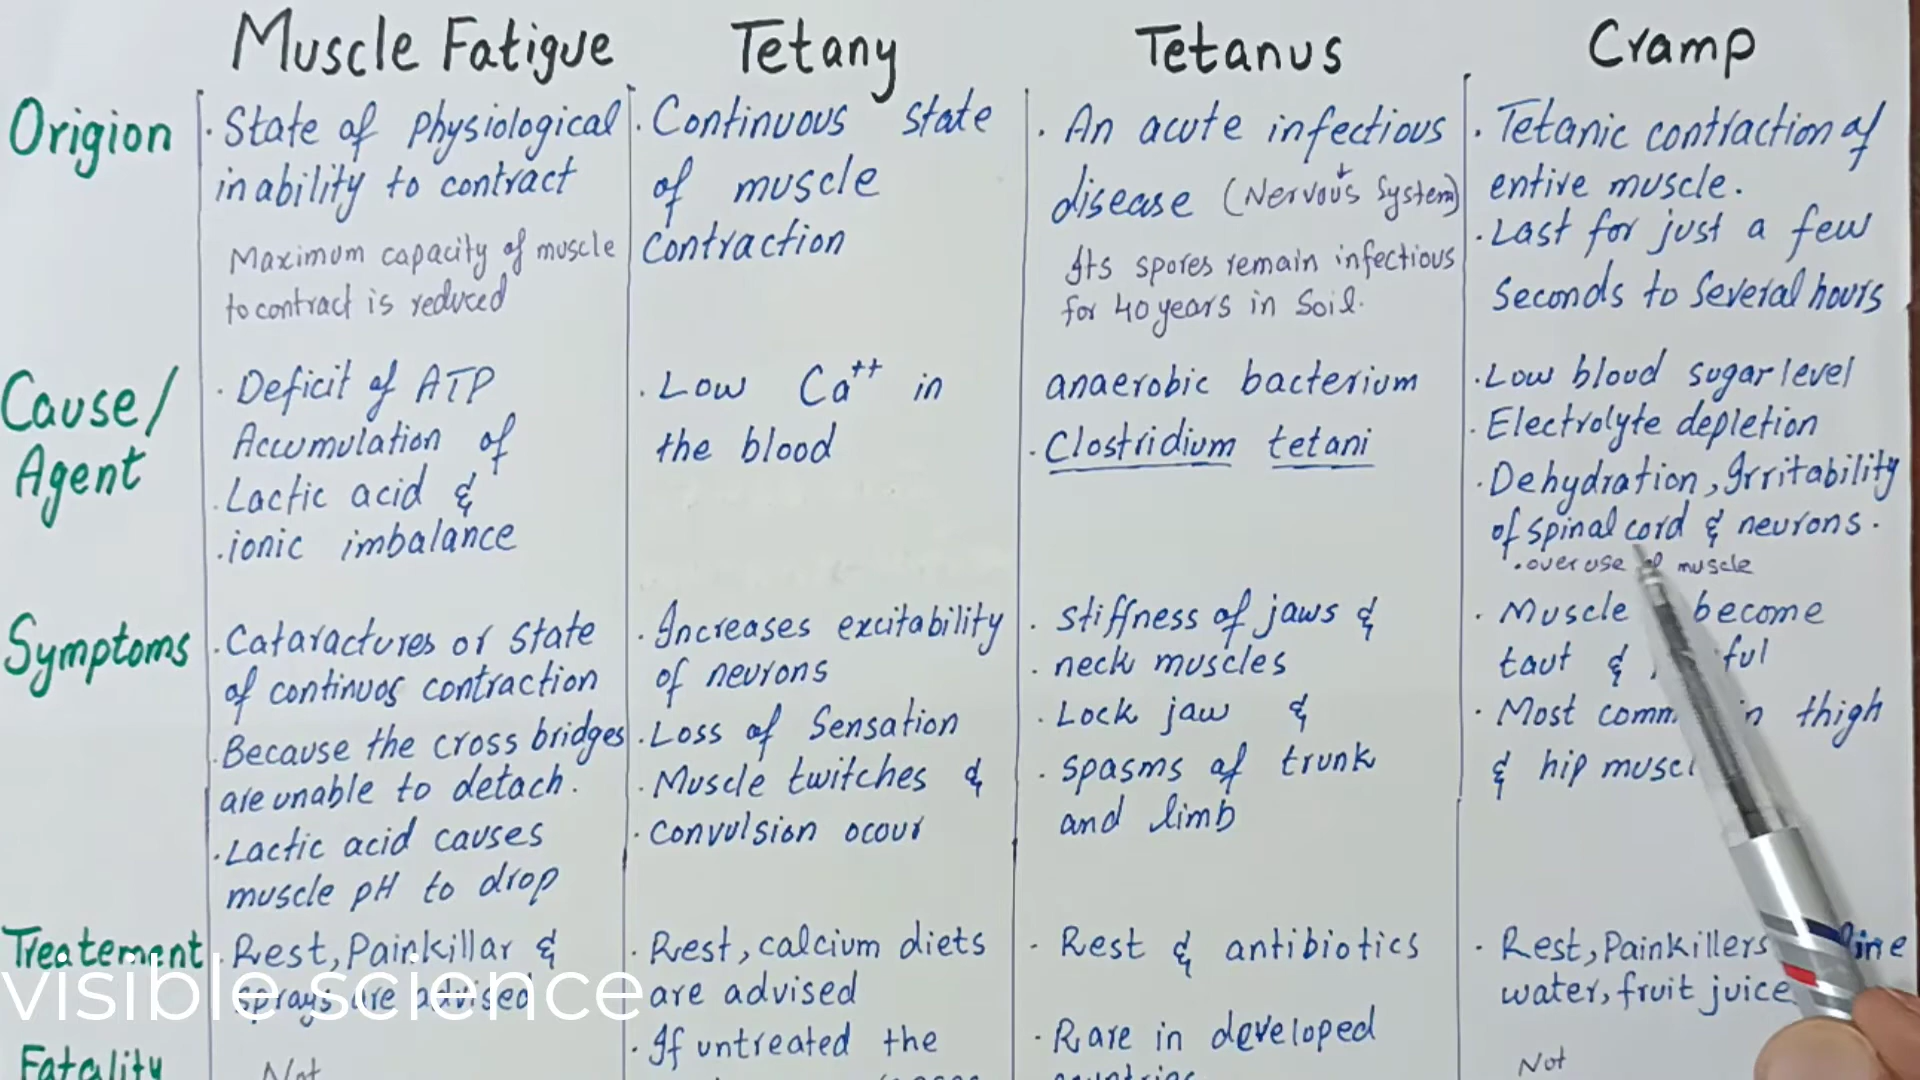 Muscle Fatigue
Tetany
Tetanus
Cramp
Origion
. State of physiological
inability to contract
Maximum capacity of muscle
to contract is reduced
. Continuous state
of muscle
contraction
. An acute infectious
disease (Nervous System)
Its spores remain infectious
for 40 years in Soil.
. Tetanic contraction of
entire muscle.
. Last for just a few
Seconds to Several hours
Cause/
Agent
. Deficit of ATP
Accumulation of
. Lactic acid &
. ionic imbalance
. Low Ca++ in
the blood
anaerobic bacterium
. Clostridium tetani
. Low blood sugar level
. Electrolyte depletion
. Dehydration, Irritability
of spinal cord & neurons.
. over use muscle
Symptoms
. Cataractures or State
of continuos contraction
. Because the cross bridges
are unable to detach.
. Lactic acid causes
muscle pH to drop
. Increases excitability
of neurons
. Loss of Sensation
. Muscle twitches &
. Convulsion ocour
. Stiffness of jaws &
. neck muscles
. Lock jaw &
. Spasms of trunk
and limb
. Muscle become
taut &
. Most in thigh
& hip
Treatement
Rest, Painkillar &
sprays are advised
. Rest, calcium diets
are advised
. If untreated the
. Rest & antibiotics
. Rare in developed
. Rest, Painkillers
water, fruit juice
Fatality
Not
Not
visible science